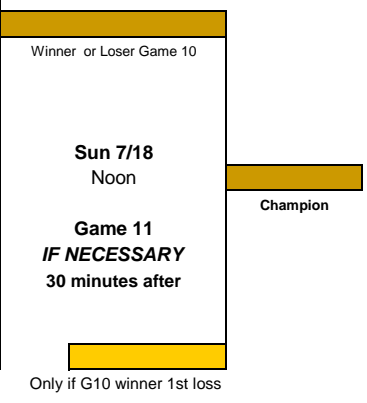 Winner or Loser Game 10
Sun 7/18
Noon
Champion
Game 11
IF NECESSARY
30 minutes after
Only if G10 winner 1st loss